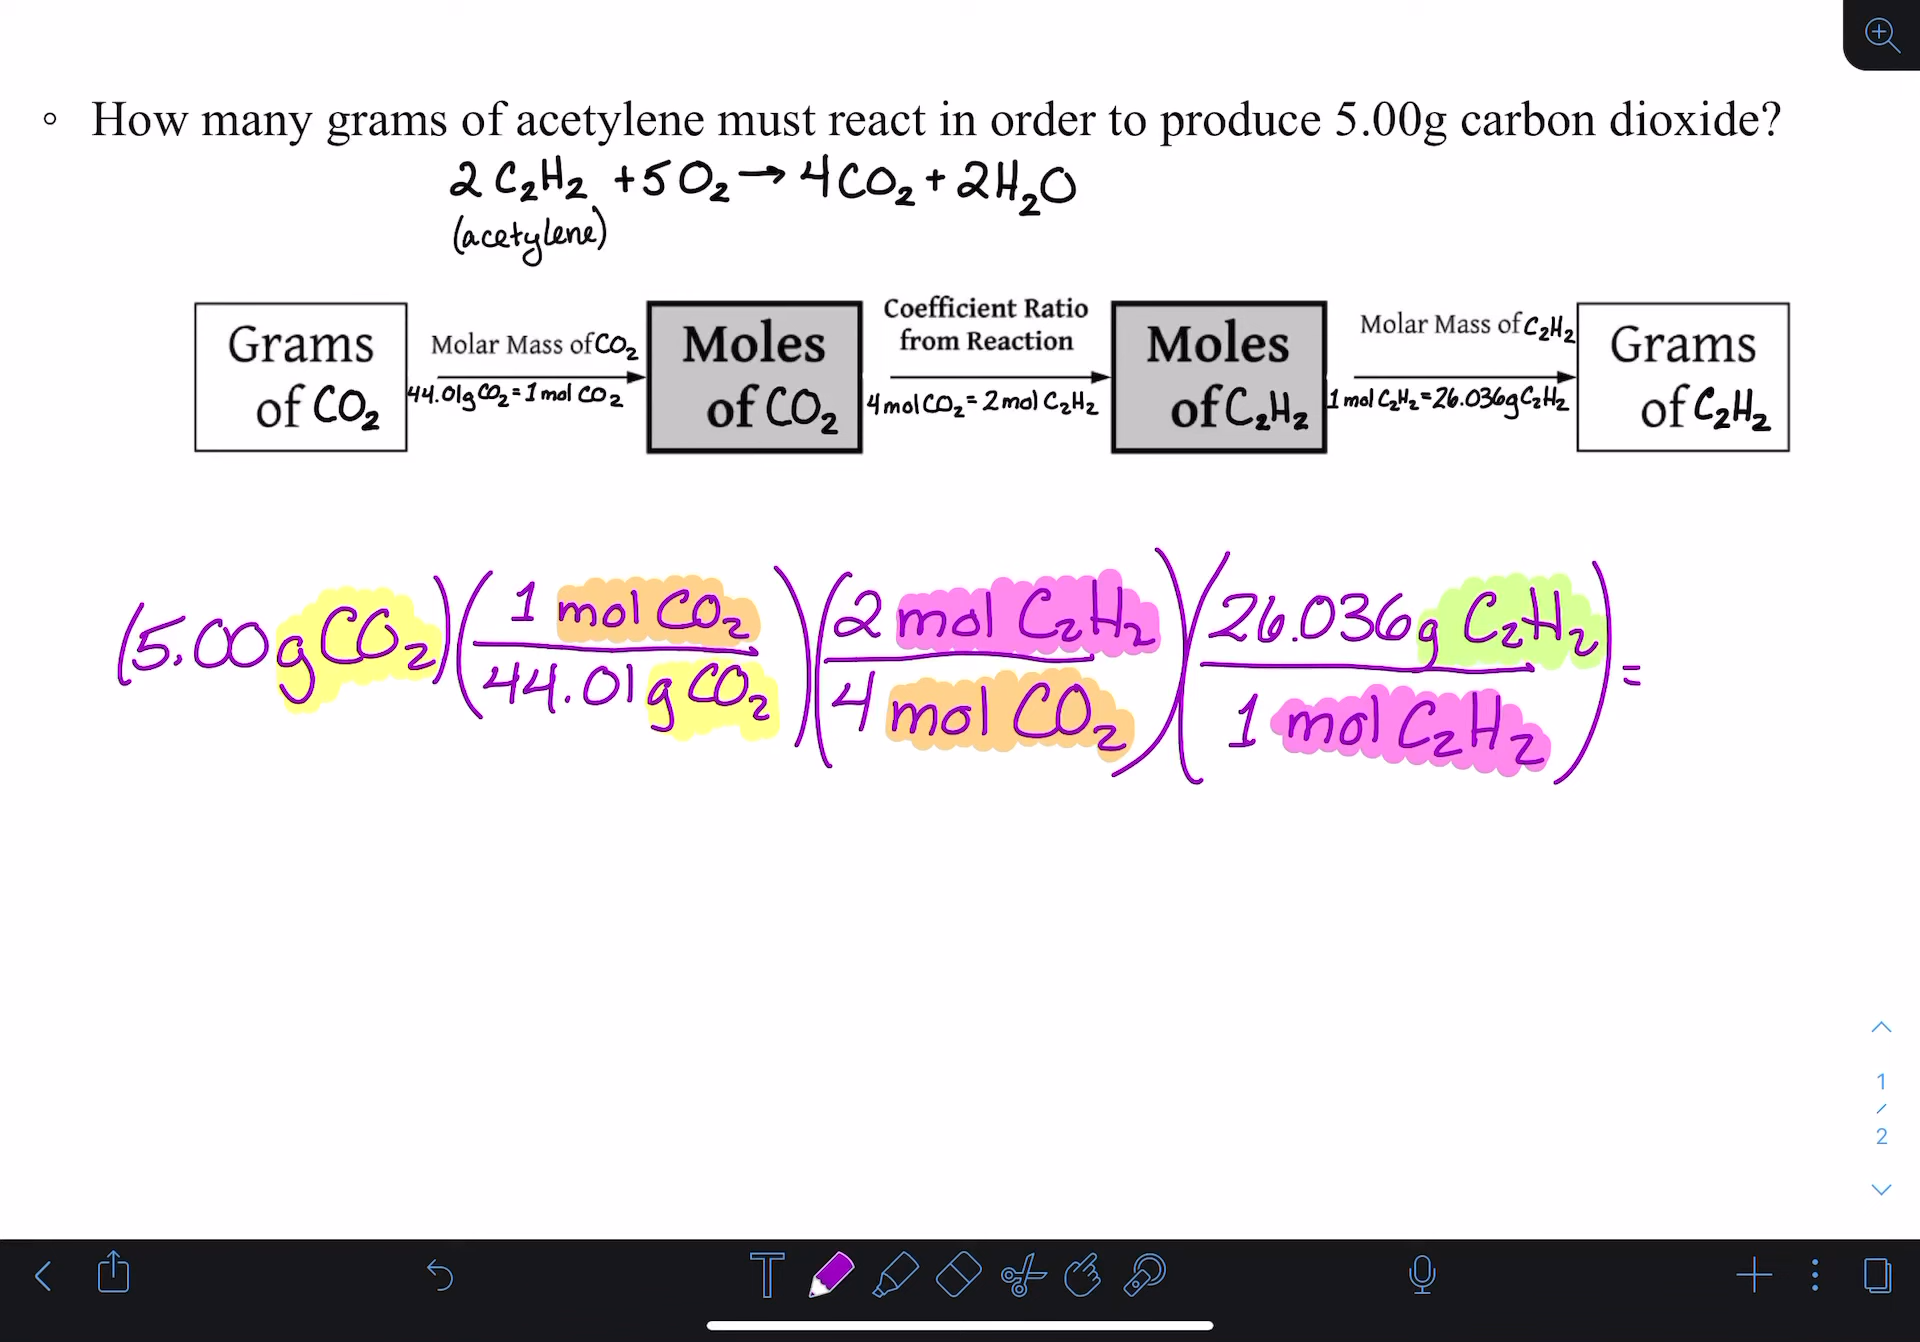 ◦ How many grams of acetylene must react in order to produce 5.00g carbon dioxide?
2 C₂H₂ + 5 O₂ → 4CO₂ + 2H₂O
(acetylene)
Grams of CO₂
Molar Mass of CO₂
44.01g CO₂ = 1 mol CO₂
Moles of CO₂
Coefficient Ratio from Reaction
4 mol CO₂ = 2 mol C₂H₂
Moles of C₂H₂
Molar Mass of C₂H₂
1 mol C₂H₂ = 26.036g C₂H₂
Grams of C₂H₂
(5.00g CO₂)(1 mol CO₂ / 44.01g CO₂)(2 mol C₂H₂ / 4 mol CO₂)(26.036g C₂H₂ / 1 mol C₂H₂) =
1
/
2
T